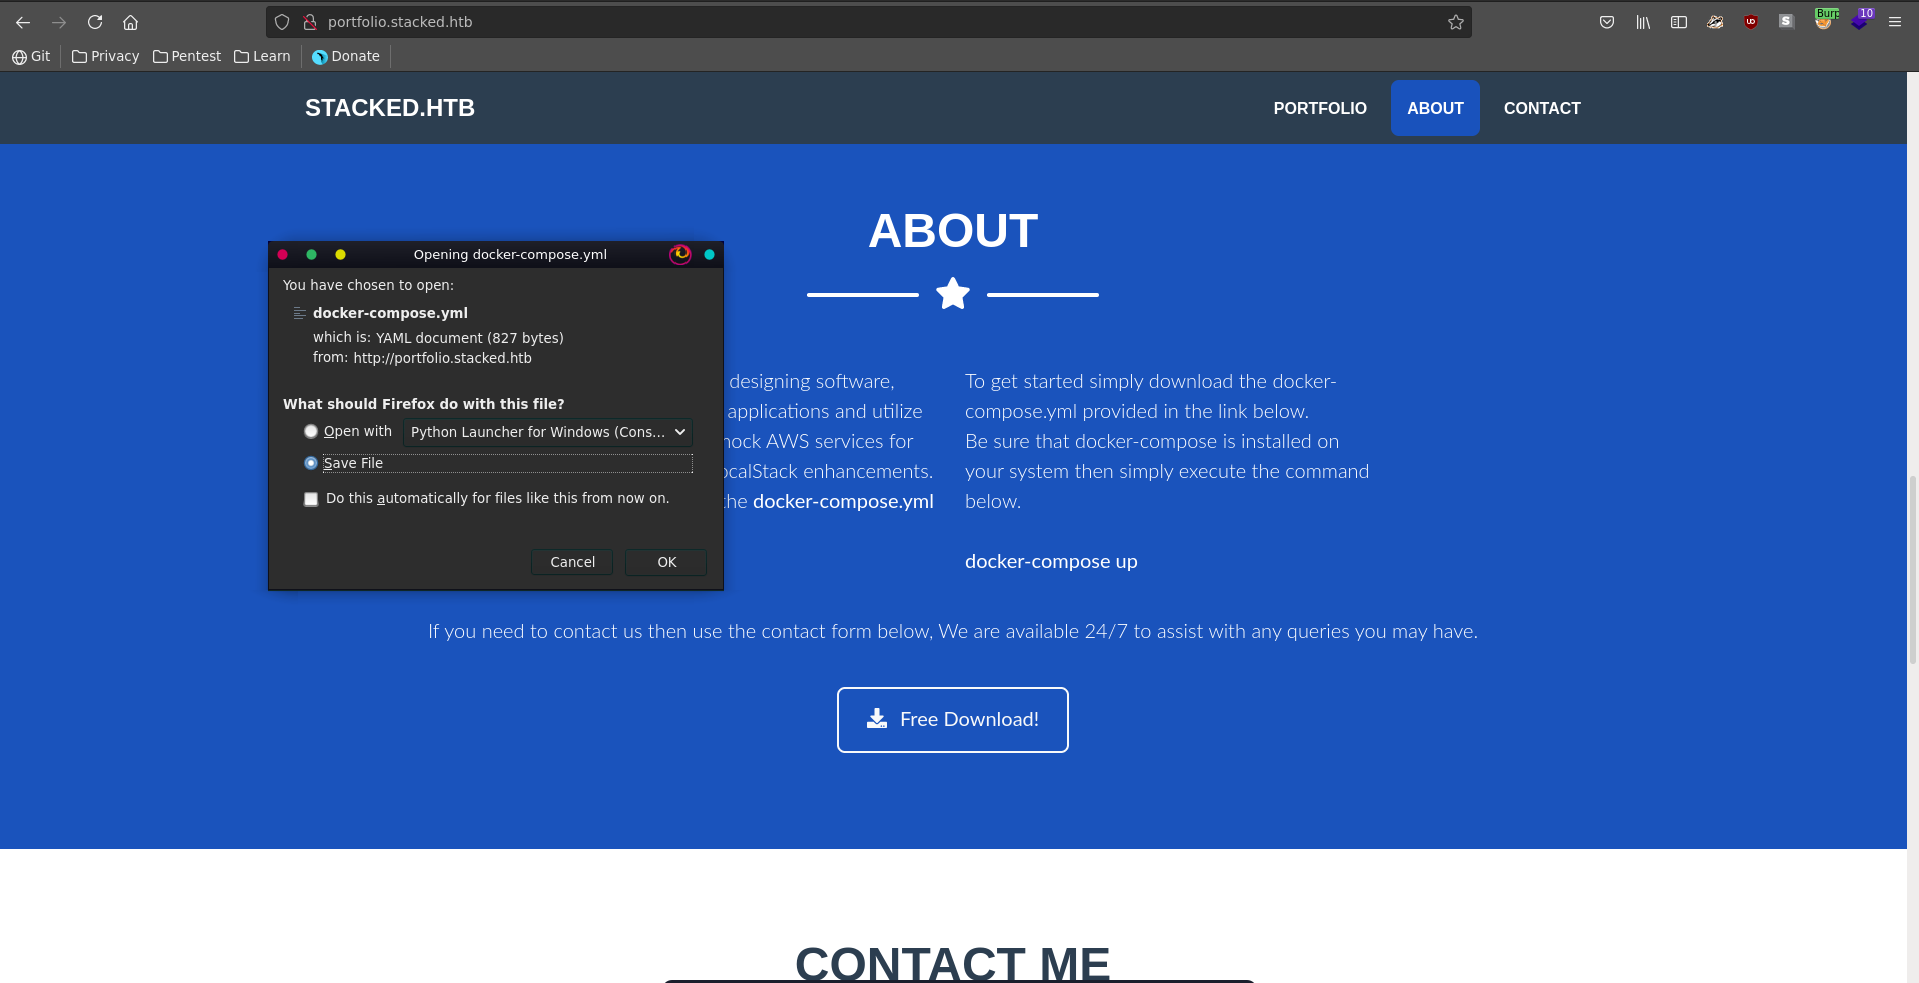 portfolio.stacked.htb
Burp
10
Git
Privacy
Pentest
Learn
Donate
STACKED.HTB
PORTFOLIO
ABOUT
CONTACT
ABOUT
Opening docker-compose.yml
You have chosen to open:
docker-compose.yml
which is: YAML document (827 bytes)
from: http://portfolio.stacked.htb
What should Firefox do with this file?
Open with
Python Launcher for Windows (Cons...
Save File
Do this automatically for files like this from now on.
Cancel
OK
designing software,
applications and utilize
AWS services for
enhancements.
docker-compose.yml
To get started simply download the docker-
compose.yml provided in the link below.
Be sure that docker-compose is installed on
your system then simply execute the command
below.
docker-compose up
If you need to contact us then use the contact form below, We are available 24/7 to assist with any queries you may have.
Free Download!
CONTACT ME